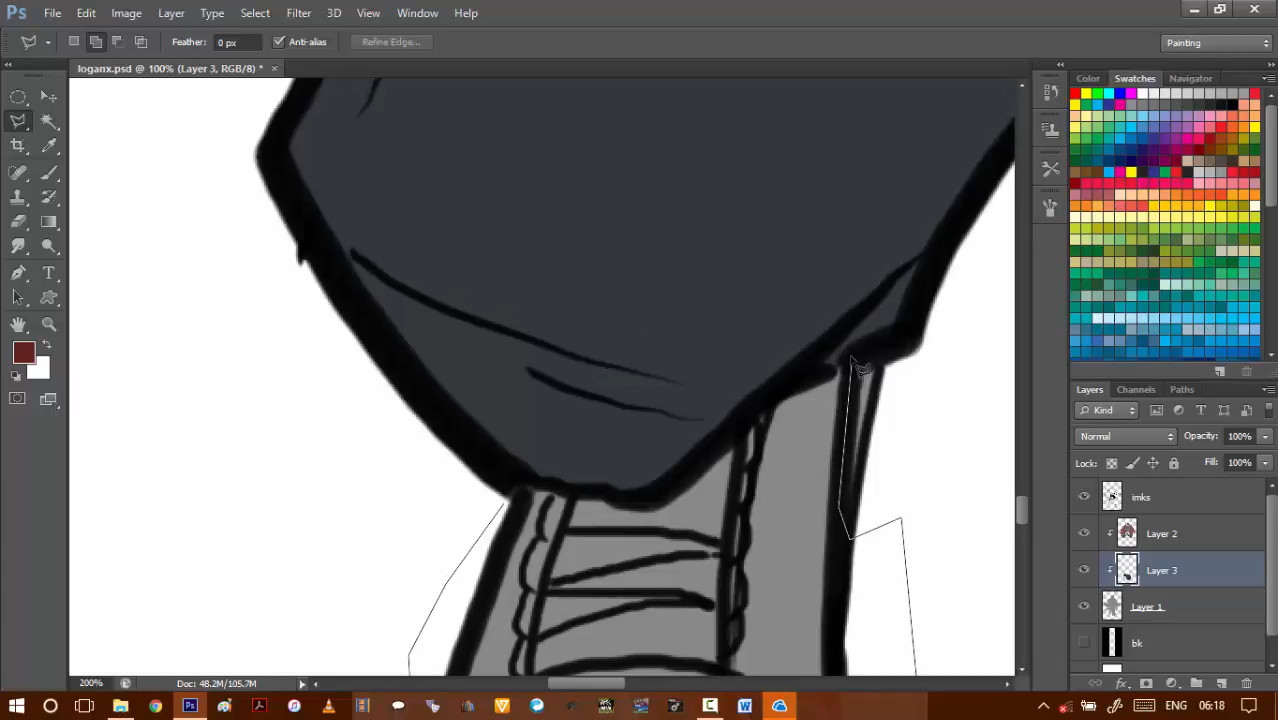 Ps File Edit Image Layer Type Select Filter 3D View Window Help
Feather: 0 px Anti-alias Refine Edge... Painting
loganx.psd @ 100% (Layer 3, RGB/8) * ×
Color Swatches Navigator
Layers Channels Paths
Kind
Normal Opacity: 100%
Lock: Fill: 100%
imks
Layer 2
Layer 3
Layer 1
bk
200% Doc: 48.2M/105.7M
ENG 06:18